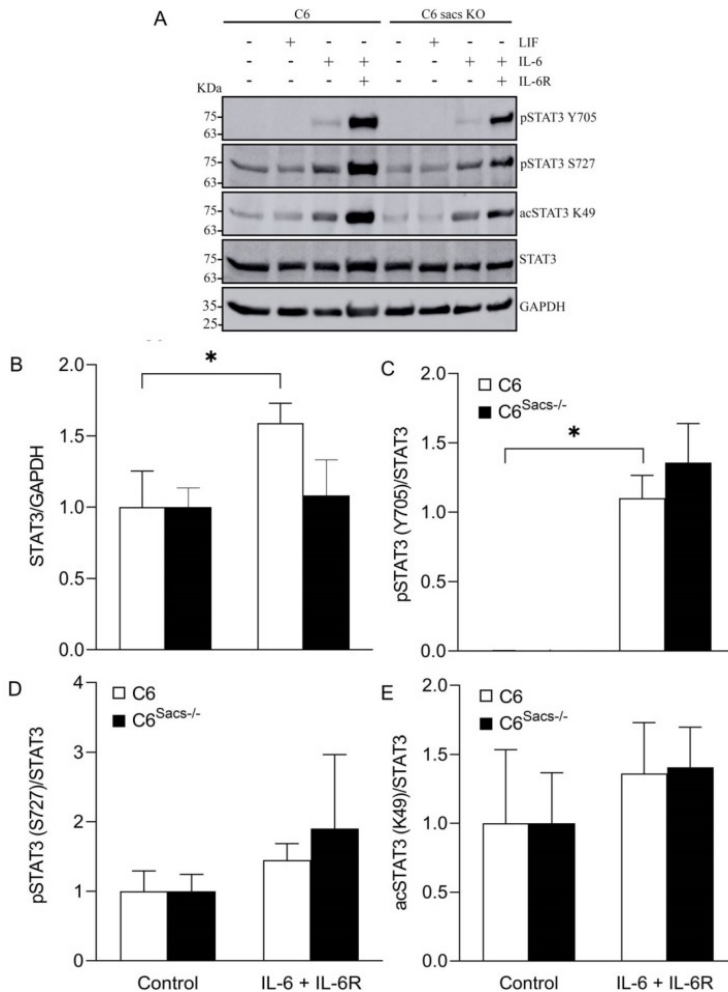 A
C6 C6 sacs KO
- + - - - + - - LIF
- - + + - - + + IL-6
- - - + - - - + IL-6R
KDa
75
63
pSTAT3 Y705
75
63
pSTAT3 S727
75
63
acSTAT3 K49
75
63
STAT3
35
25
GAPDH
B
STAT3/GAPDH
2.0
1.5
1.0
0.5
0.0
*
C
pSTAT3 (Y705)/STAT3
2.0
1.5
1.0
0.5
0.0
C6
C6Sacs-/-
*
D
pSTAT3 (S727)/STAT3
4
3
2
1
0
C6
C6Sacs-/-
Control IL-6 + IL-6R
E
acSTAT3 (K49)/STAT3
2.0
1.5
1.0
0.5
0.0
C6
C6Sacs-/-
Control IL-6 + IL-6R